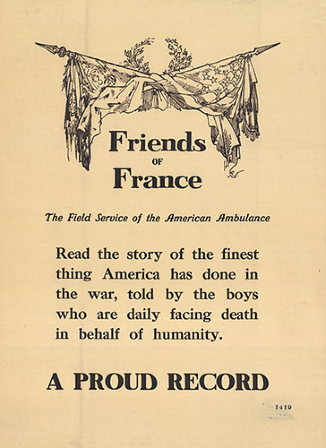 Friends
OF
France
The Field Service of the American Ambulance
Read the story of the finest
thing America has done in
the war, told by the boys
who are daily facing death
in behalf of humanity.
A PROUD RECORD
1419